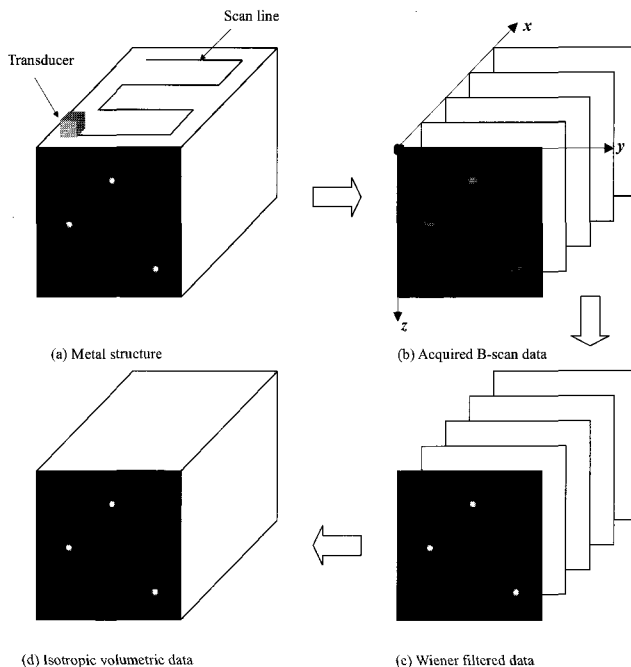 Scan line
Transducer
x
y
z
(a) Metal structure
(b) Acquired B-scan data
(d) Isotropic volumetric data
(c) Wiener filtered data